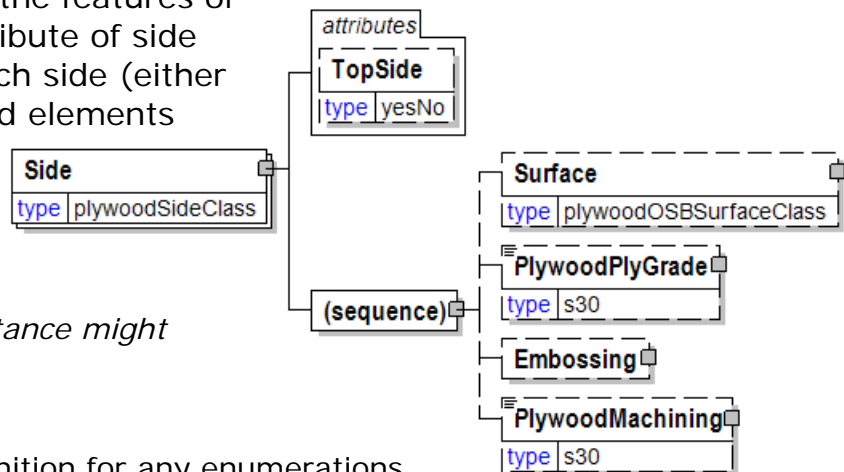 the features of
ibute of side
ch side (either
d elements
attributes
TopSide
type yesNo
Side
type plywoodSideClass
Surface
type plywoodOSBSurfaceClass
PlywoodPlyGrade
type s30
(sequence)
tance might
Embossing
PlywoodMachining
type s30
nition for any enumerations